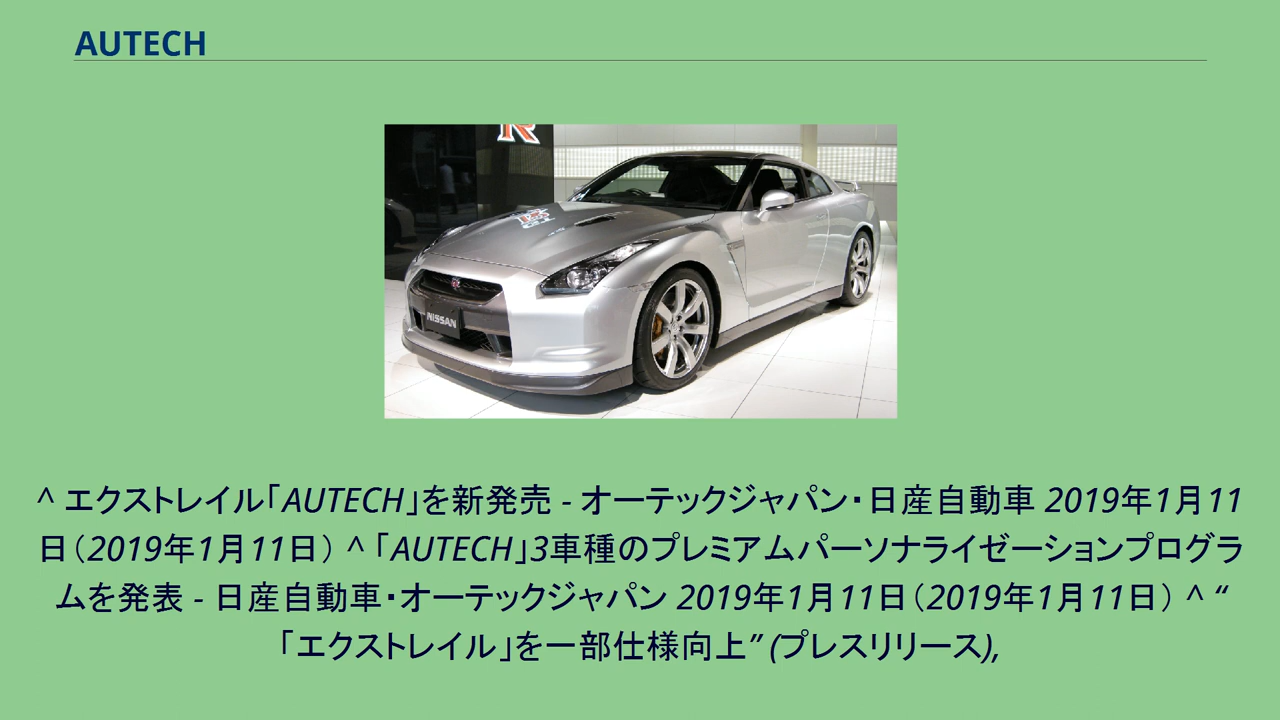 AUTECH
R
NISSAN
^ エクストレイル「AUTECH」を新発売 - オーテックジャパン・日産自動車 2019年1月11
日（2019年1月11日） ^ 「AUTECH」3車種のプレミアムパーソナライゼーションプログラ
ムを発表 - 日産自動車・オーテックジャパン 2019年1月11日（2019年1月11日） ^ “
「エクストレイル」を一部仕様向上” (プレスリリース),